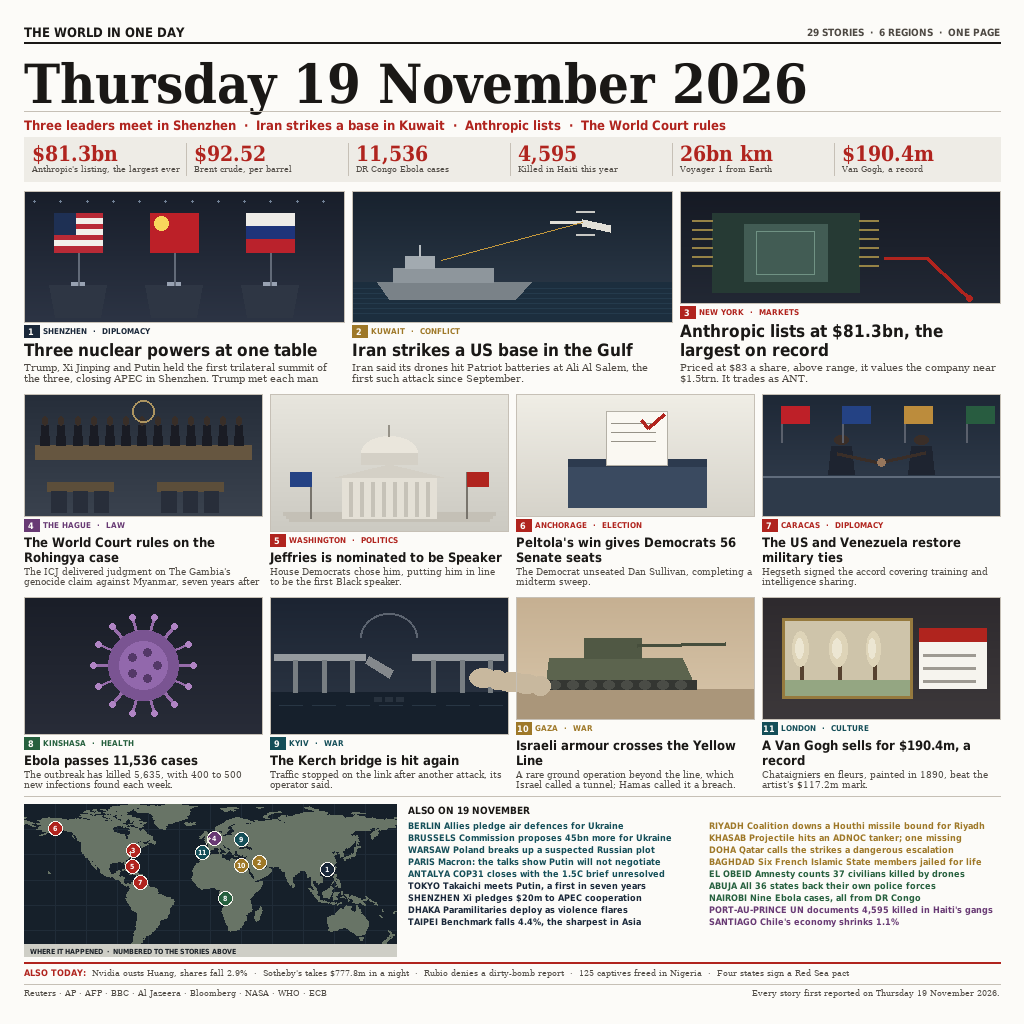 THE WORLD IN ONE DAY
29 STORIES · 6 REGIONS · ONE PAGE
Thursday 19 November 2026
Three leaders meet in Shenzhen · Iran strikes a base in Kuwait · Anthropic lists · The World Court rules
$81.3bn
Anthropic's listing, the largest ever
$92.52
Brent crude, per barrel
11,536
DR Congo Ebola cases
4,595
Killed in Haiti this year
26bn km
Voyager 1 from Earth
$190.4m
Van Gogh, a record
1 SHENZHEN · DIPLOMACY
Three nuclear powers at one table
Trump, Xi Jinping and Putin held the first trilateral summit of
the three, closing APEC in Shenzhen. Trump met each man
2 KUWAIT · CONFLICT
Iran strikes a US base in the Gulf
Iran said its drones hit Patriot batteries at Ali Al Salem, the
first such attack since September.
3 NEW YORK · MARKETS
Anthropic lists at $81.3bn, the
largest on record
Priced at $83 a share, above range, it values the company near
$1.5trn. It trades as ANT.
4 THE HAGUE · LAW
The World Court rules on the
Rohingya case
The ICJ delivered judgment on The Gambia's
genocide claim against Myanmar, seven years after
5 WASHINGTON · POLITICS
Jeffries is nominated to be Speaker
House Democrats chose him, putting him in line
to be the first Black speaker.
6 ANCHORAGE · ELECTION
Peltola's win gives Democrats 56
Senate seats
The Democrat unseated Dan Sullivan, completing a
midterm sweep.
7 CARACAS · DIPLOMACY
The US and Venezuela restore
military ties
Hegseth signed the accord covering training and
intelligence sharing.
8 KINSHASA · HEALTH
Ebola passes 11,536 cases
The outbreak has killed 5,635, with 400 to 500
new infections found each week.
9 KYIV · WAR
The Kerch bridge is hit again
Traffic stopped on the link after another attack, its
operator said.
10 GAZA · WAR
Israeli armour crosses the Yellow
Line
A rare ground operation beyond the line, which
Israel called a tunnel; Hamas called it a breach.
11 LONDON · CULTURE
A Van Gogh sells for $190.4m, a
record
Chataigniers en fleurs, painted in 1890, beat the
artist's $117.2m mark.
6
3
5
7
4
11
9
10
2
8
1
WHERE IT HAPPENED · NUMBERED TO THE STORIES ABOVE
ALSO ON 19 NOVEMBER
BERLIN Allies pledge air defences for Ukraine
BRUSSELS Commission proposes 45bn more for Ukraine
WARSAW Poland breaks up a suspected Russian plot
PARIS Macron: the talks show Putin will not negotiate
ANTALYA COP31 closes with the 1.5C brief unresolved
TOKYO Takaichi meets Putin, a first in seven years
SHENZHEN Xi pledges $20m to APEC cooperation
DHAKA Paramilitaries deploy as violence flares
TAIPEI Benchmark falls 4.4%, the sharpest in Asia
RIYADH Coalition downs a Houthi missile bound for Riyadh
KHASAB Projectile hits an ADNOC tanker; one missing
DOHA Qatar calls the strikes a dangerous escalation
BAGHDAD Six French Islamic State members jailed for life
EL OBEID Amnesty counts 37 civilians killed by drones
ABUJA All 36 states back their own police forces
NAIROBI Nine Ebola cases, all from DR Congo
PORT-AU-PRINCE UN documents 4,595 killed in Haiti's gangs
SANTIAGO Chile's economy shrinks 1.1%
ALSO TODAY: Nvidia ousts Huang, shares fall 2.9% · Sotheby's takes $777.8m in a night · Rubio denies a dirty-bomb report · 125 captives freed in Nigeria · Four states sign a Red Sea pact
Reuters · AP · AFP · BBC · Al Jazeera · Bloomberg · NASA · WHO · ECB
Every story first reported on Thursday 19 November 2026.